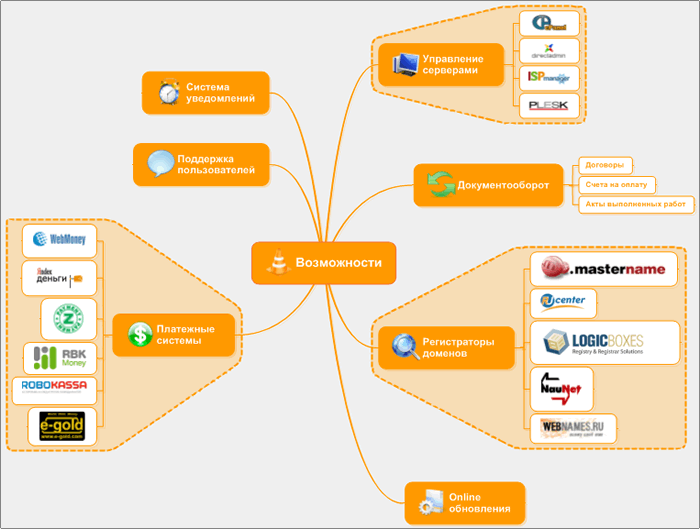 Возможности
Управление
серверами
cPanel
directadmin
ISPmanager
PLESK
Документооборот
Договоры
Счета на оплату
Акты выполненных работ
Регистраторы
доменов
.mastername
center
LOGICBOXES
Registry & Registrar Solutions
NauNet
WEBNAMES.RU
Online
обновления
Система
уведомлений
Поддержка
пользователей
Платежные
системы
WebMoney
Яndex
деньги
Z
PAYMENT
RBK
Money
ROBOKASSA
e-gold
www.e-gold.com